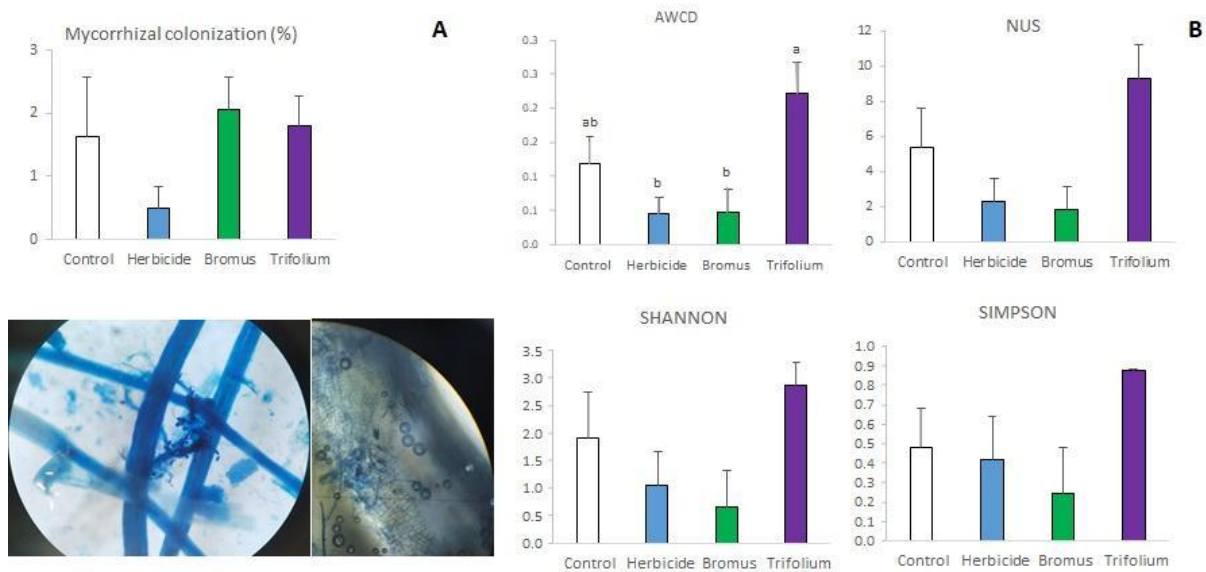 Mycorrhizal colonization (%)
A
3
2
1
0
Control Herbicide Bromus Trifolium
AWCD
0.3
0.3
0.2
0.2
0.1
0.1
0.0
ab
b
b
a
Control Herbicide Bromus Trifolium
NUS
B
12
10
8
6
4
2
0
Control Herbicide Bromus Trifolium
SHANNON
3.5
3.0
2.5
2.0
1.5
1.0
0.5
0.0
Control Herbicide Bromus Trifolium
SIMPSON
1.0
0.9
0.8
0.7
0.6
0.5
0.4
0.3
0.2
0.1
0.0
Control Herbicide Bromus Trifolium